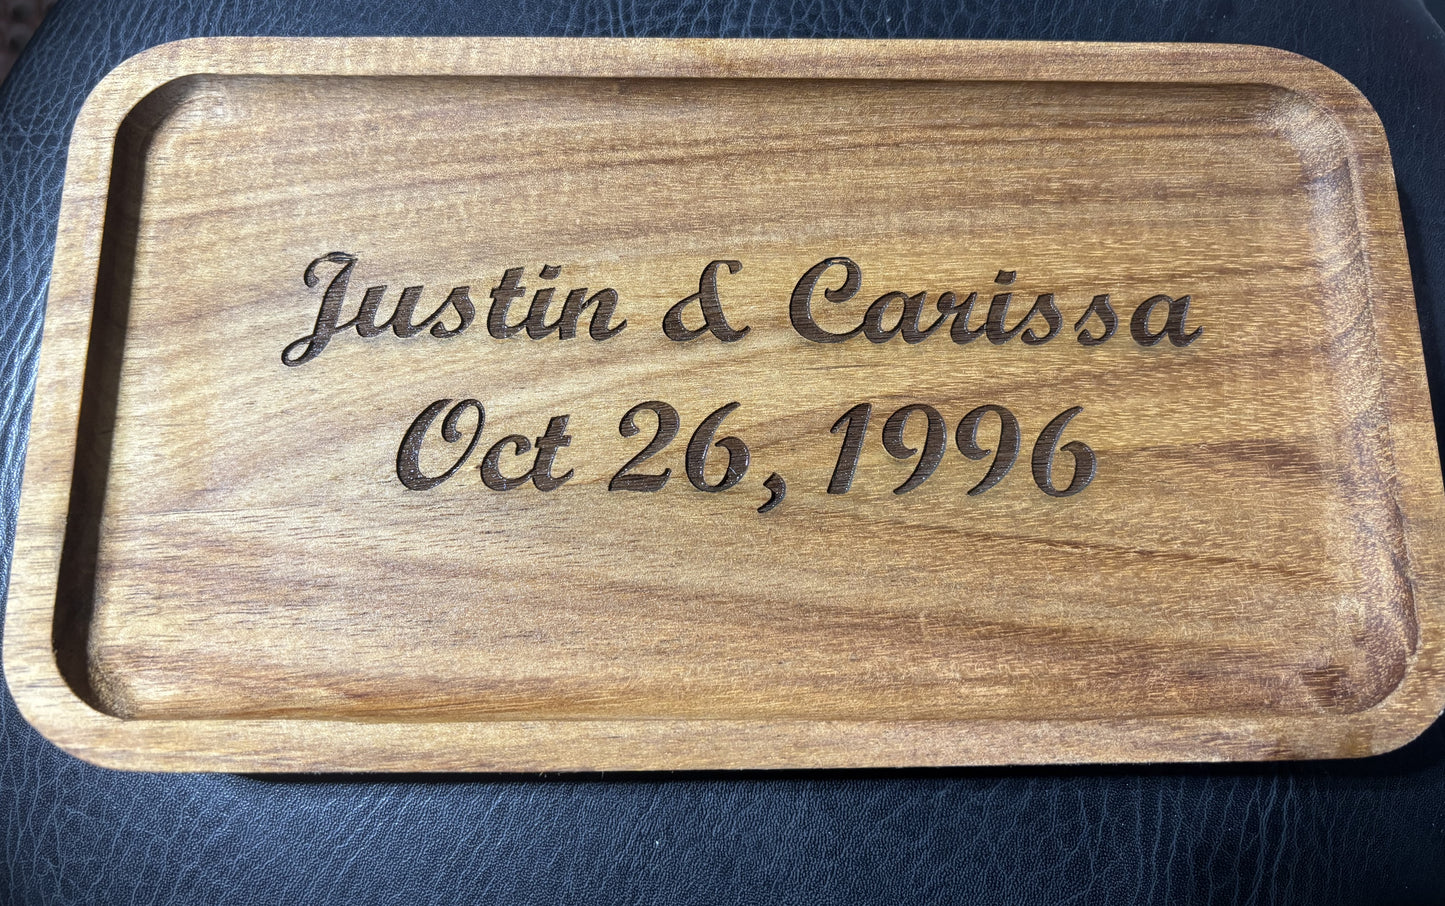 Justin & Carissa
Oct 26, 1996